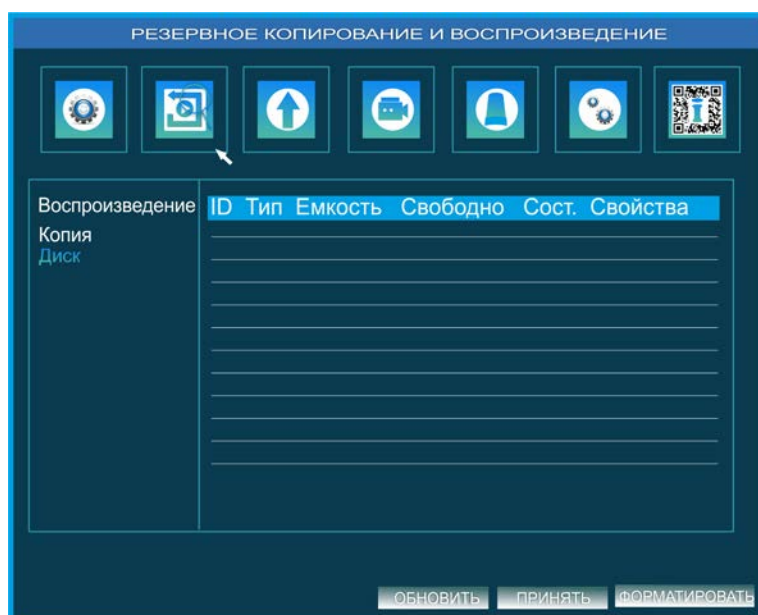 РЕЗЕРВНОЕ КОПИРОВАНИЕ И ВОСПРОИЗВЕДЕНИЕ
Воспроизведение
Копия
Диск
ID Тип Емкость Свободно Сост. Свойства
ОБНОВИТЬ ПРИНЯТЬ ФОРМАТИРОВАТЬ